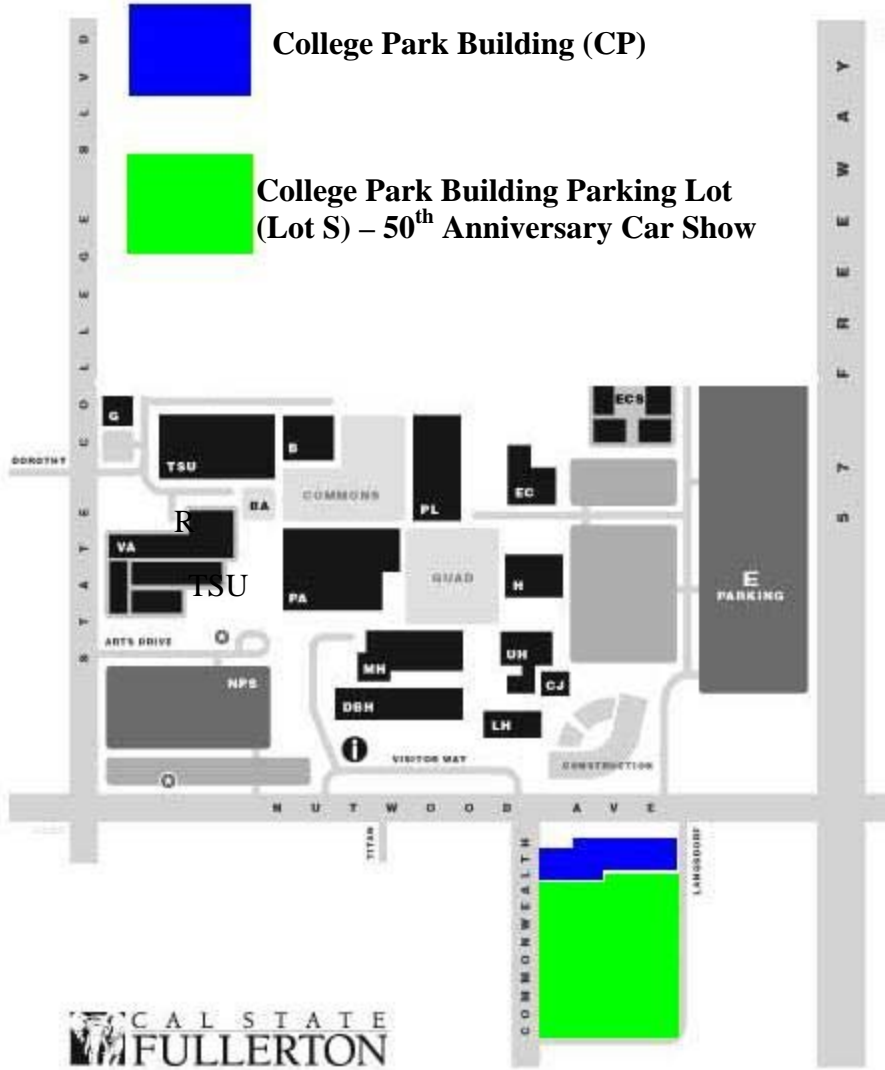 College Park Building (CP)
College Park Building Parking Lot
(Lot S) – 50th Anniversary Car Show
STATE COLLEGE BLVD
57 FREEWAY
G
TSU
B
ECS
DOROTHY
COMMONS
PL
EC
BA
R
VA
TSU
PA
QUAD
H
E
PARKING
ARTS DRIVE
MH
UH
CJ
NPS
DBH
LH
i
VISITOR WAY
CONSTRUCTION
NUTWOOD AVE
TITAN
COMMONWEALTH
LANGSDORF
CAL STATE
FULLERTON